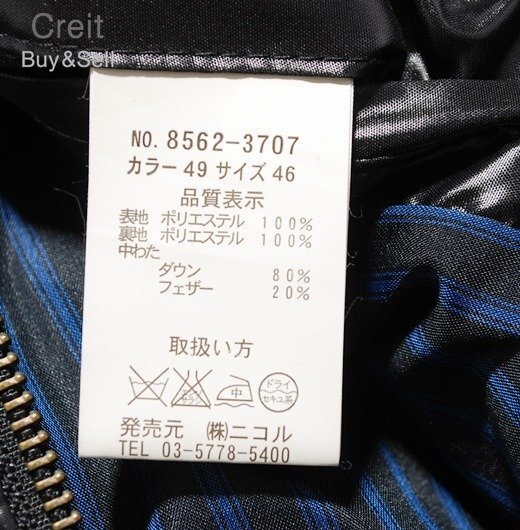 Creit
Buy&Sell
NO. 8562-3707
カラー 49 サイズ 46
品質表示
表地 ポリエステル 100%
裏地 ポリエステル 100%
中わた
ダウン 80%
フェザー 20%
取扱い方
中 ドライ セキユ系
発売元 (株)ニコル
TEL 03-5778-5400